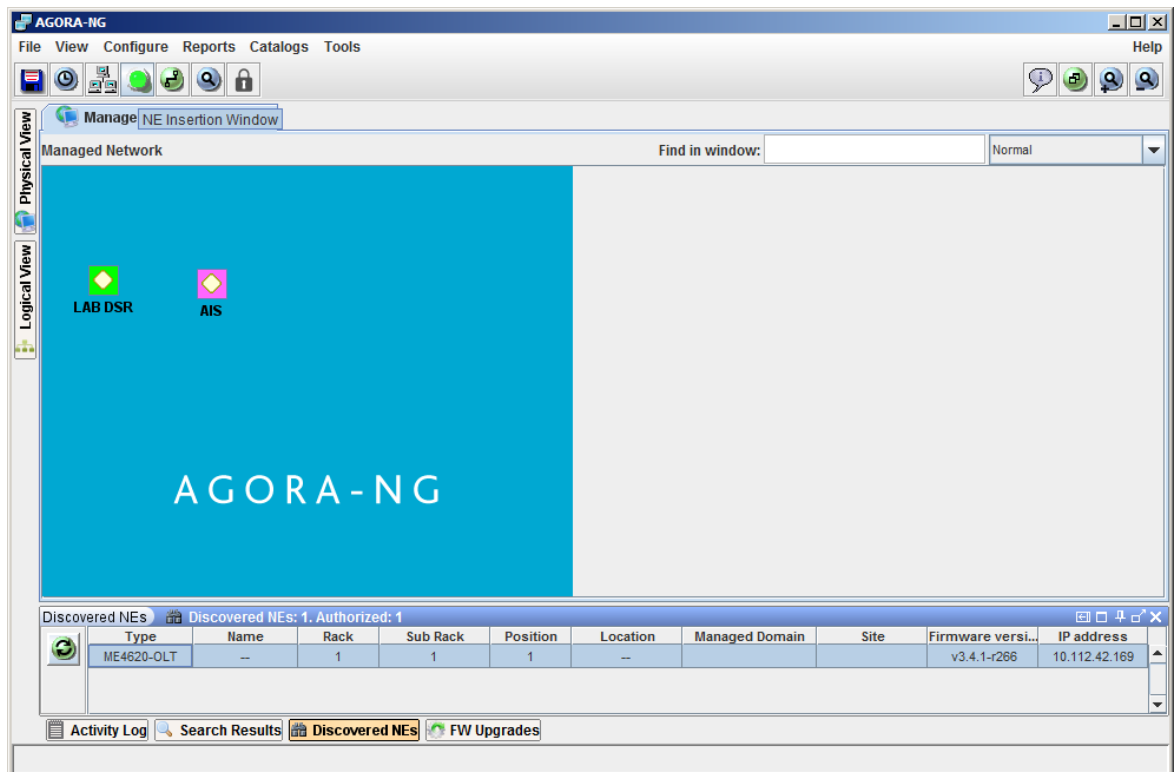 AGORA-NG
File View Configure Reports Catalogs Tools Help
Physical View
Logical View
Manage NE Insertion Window
Managed Network Find in window: Normal
LAB DSR AIS
AGORA-NG
Discovered NEs Discovered NEs: 1. Authorized: 1
Type Name Rack Sub Rack Position Location Managed Domain Site Firmware versi... IP address
ME4620-OLT -- 1 1 1 -- v3.4.1-r266 10.112.42.169
Activity Log Search Results Discovered NEs FW Upgrades